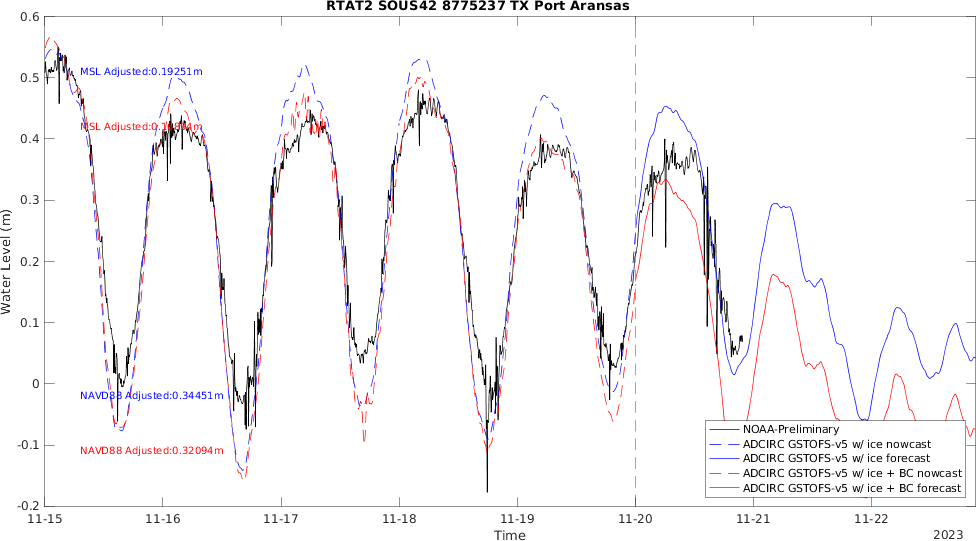 RTAT2 SOUS42 8775237 TX Port Aransas
0.6
0.5
0.4
0.3
0.2
0.1
0
-0.1
-0.2
Water Level (m)
MSL Adjusted:0.19251m
MSL Adjusted:
NAVD88 Adjusted:0.34451m
NAVD88 Adjusted:0.32094m
NOAA-Preliminary
ADCIRC GSTOFS-v5 w/ ice nowcast
ADCIRC GSTOFS-v5 w/ ice forecast
ADCIRC GSTOFS-v5 w/ ice + BC nowcast
ADCIRC GSTOFS-v5 w/ ice + BC forecast
11-15
11-16
11-17
11-18
11-19
11-20
11-21
11-22
Time
2023